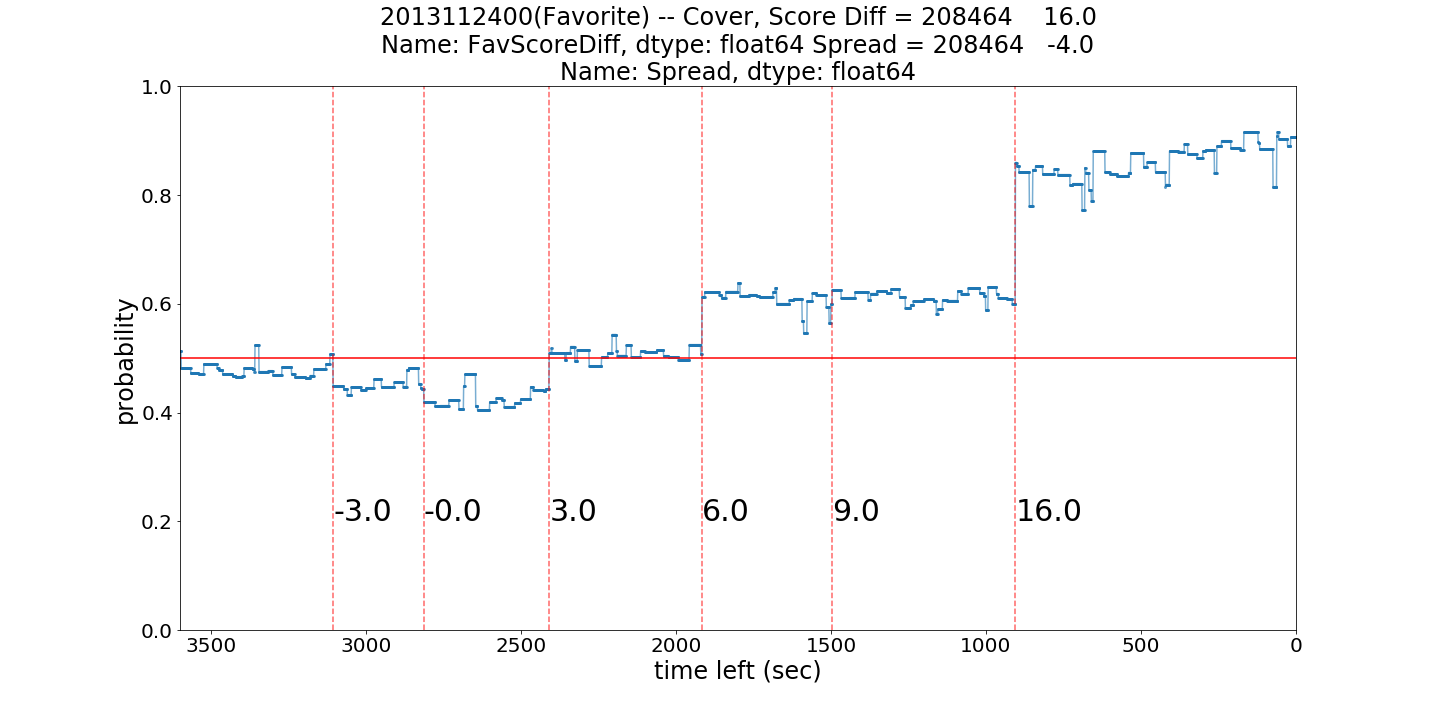 2013112400(Favorite) -- Cover, Score Diff = 208464    16.0
Name: FavScoreDiff, dtype: float64 Spread = 208464   -4.0
Name: Spread, dtype: float64
1.0
0.8
0.6
0.4
0.2
0.0
probability
-3.0 -0.0 3.0 6.0 9.0 16.0
3500 3000 2500 2000 1500 1000 500 0
time left (sec)